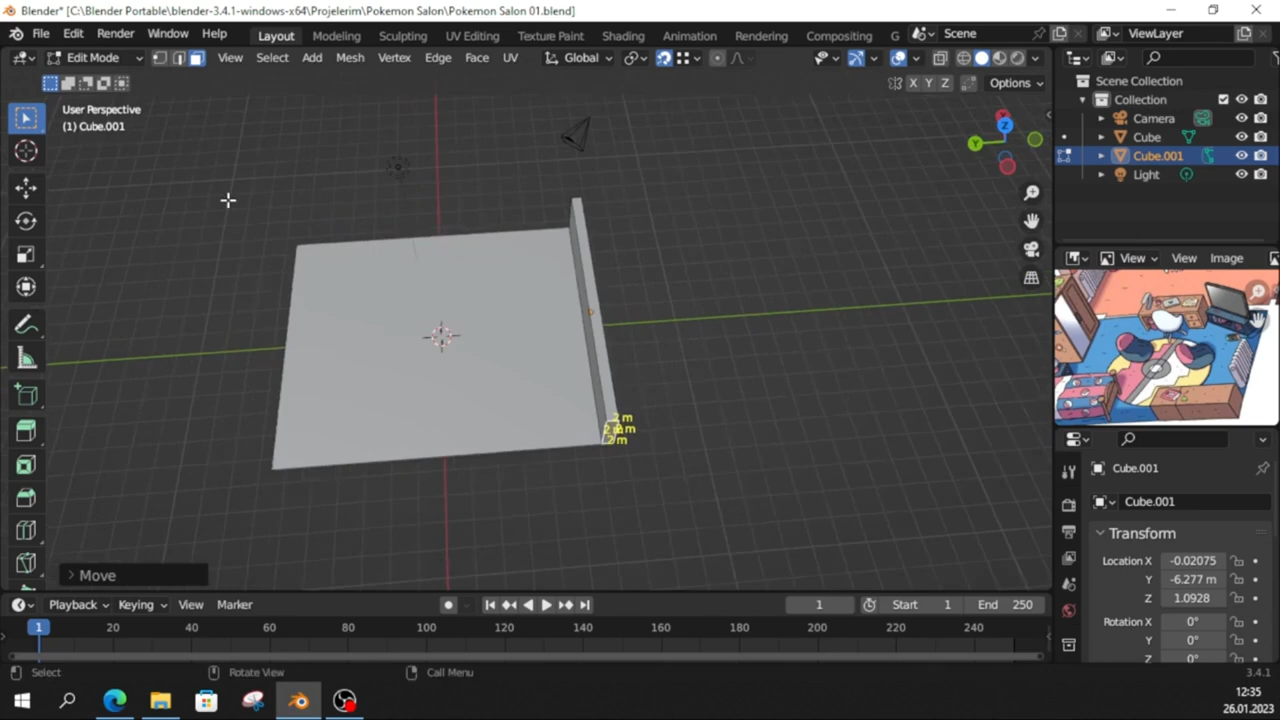 Blender* [C:\Blender Portable\blender-3.4.1-windows-x64\Projelerim\Pokemon Salon\Pokemon Salon 01.blend]
File Edit Render Window Help Layout Modeling Sculpting UV Editing Texture Paint Shading Animation Rendering Compositing G Scene ViewLayer
Edit Mode View Select Add Mesh Vertex Edge Face UV Global
X Y Z Options
User Perspective
(1) Cube.001
Scene Collection
Collection
Camera
Cube
Cube.001
Light
Z
Y
View View Image
2 m
2 m
Cube.001
Cube.001
Transform
Location X -0.02075
Y -6.277 m
Z 1.0928
Rotation X 0°
Y 0°
Z 0°
Move
Playback Keying View Marker 1 Start 1 End 250
1 20 40 60 80 100 120 140 160 180 200 220 240
Select Rotate View Call Menu 3.4.1
12:35
26.01.2023